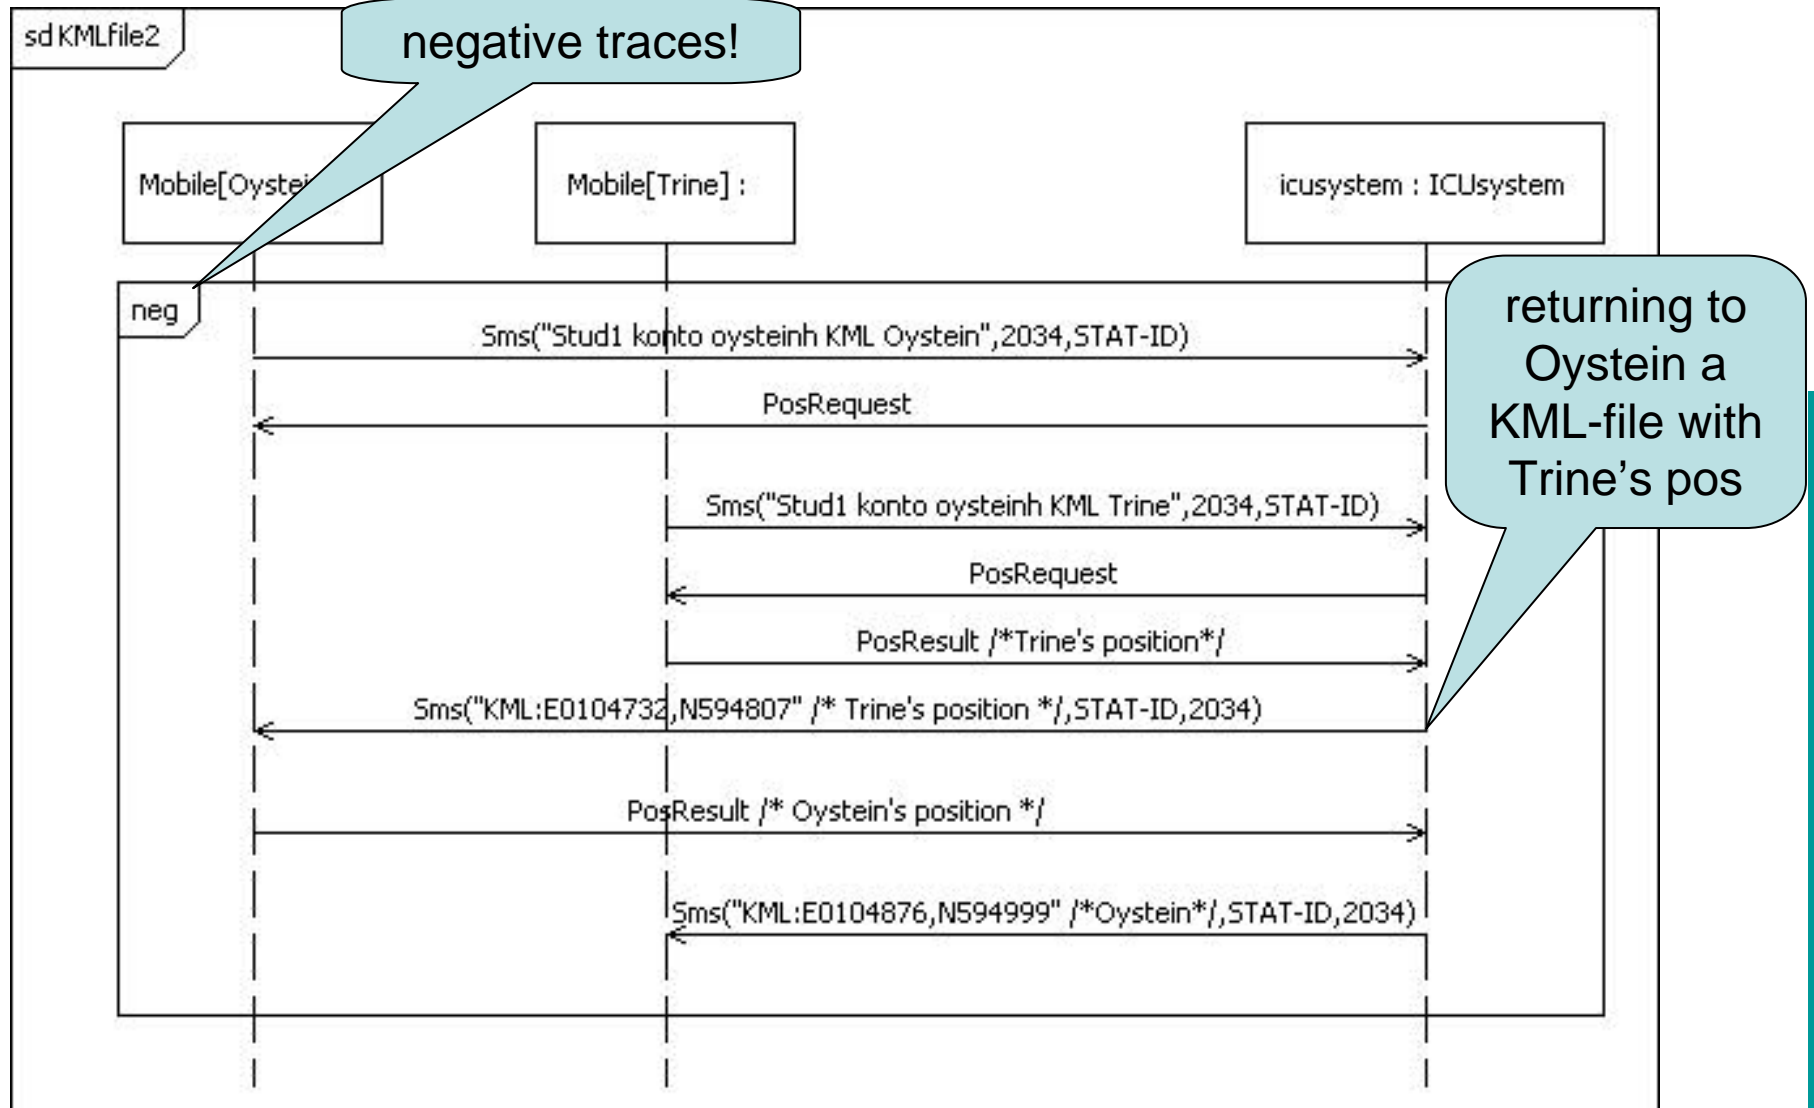 sd KMLfile2
negative traces!
Mobile[Oystei
Mobile[Trine] :
icusystem : ICUsystem
neg
Sms("Stud1 konto oysteinh KML Oystein",2034,STAT-ID)
PosRequest
returning to
Oystein a
KML-file with
Trine’s pos
Sms("Stud1 konto oysteinh KML Trine",2034,STAT-ID)
PosRequest
PosResult /*Trine's position*/
Sms("KML:E0104732,N594807" /* Trine's position */,STAT-ID,2034)
PosResult /* Oystein's position */
Sms("KML:E0104876,N594999" /*Oystein*/,STAT-ID,2034)